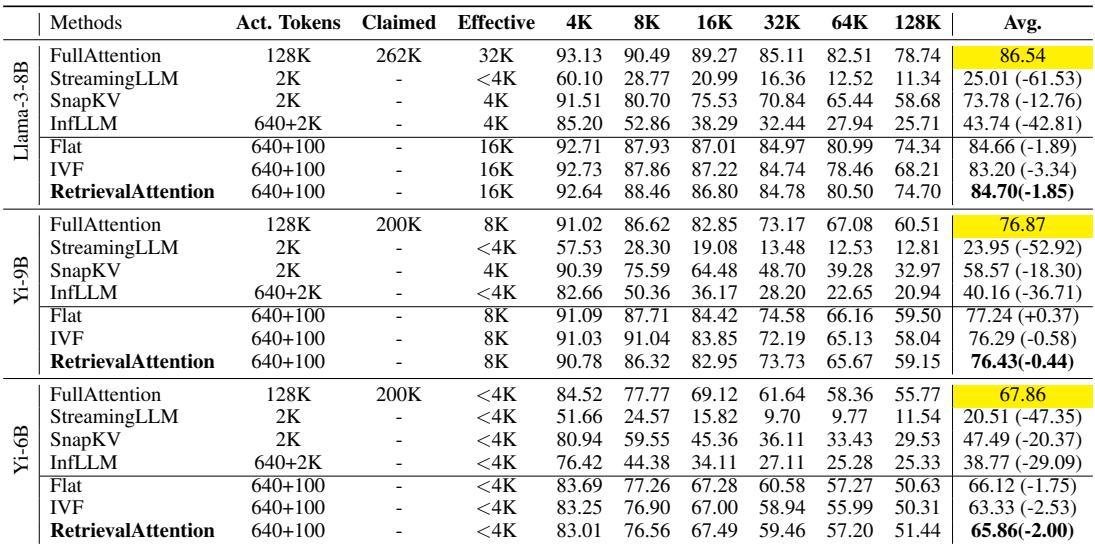 Methods Act. Tokens Claimed Effective 4K 8K 16K 32K 64K 128K Avg.
Llama-3-8B
FullAttention 128K 262K 32K 93.13 90.49 89.27 85.11 82.51 78.74 86.54
StreamingLLM 2K - <4K 60.10 28.77 20.99 16.36 12.52 11.34 25.01 (-61.53)
SnapKV 2K - 4K 91.51 80.70 75.53 70.84 65.44 58.68 73.78 (-12.76)
InfLLM 640+2K - 4K 85.20 52.86 38.29 32.44 27.94 25.71 43.74 (-42.81)
Flat 640+100 - 16K 92.71 87.93 87.01 84.97 80.99 74.34 84.66 (-1.89)
IVF 640+100 - 16K 92.73 87.86 87.22 84.74 78.46 68.21 83.20 (-3.34)
RetrievalAttention 640+100 - 16K 92.64 88.46 86.80 84.78 80.50 74.70 84.70(-1.85)
Yi-9B
FullAttention 128K 200K 8K 91.02 86.62 82.85 73.17 67.08 60.51 76.87
StreamingLLM 2K - <4K 57.53 28.30 19.08 13.48 12.53 12.81 23.95 (-52.92)
SnapKV 2K - 4K 90.39 75.59 64.48 48.70 39.28 32.97 58.57 (-18.30)
InfLLM 640+2K - <4K 82.66 50.36 36.17 28.20 22.65 20.94 40.16 (-36.71)
Flat 640+100 - 8K 91.09 87.71 84.42 74.58 66.16 59.50 77.24 (+0.37)
IVF 640+100 - 8K 91.03 91.04 83.85 72.19 65.13 58.04 76.29 (-0.58)
RetrievalAttention 640+100 - 8K 90.78 86.32 82.95 73.73 65.67 59.15 76.43(-0.44)
Yi-6B
FullAttention 128K 200K <4K 84.52 77.77 69.12 61.64 58.36 55.77 67.86
StreamingLLM 2K - <4K 51.66 24.57 15.82 9.70 9.77 11.54 20.51 (-47.35)
SnapKV 2K - <4K 80.94 59.55 45.36 36.11 33.43 29.53 47.49 (-20.37)
InfLLM 640+2K - <4K 76.42 44.38 34.11 27.11 25.28 25.33 38.77 (-29.09)
Flat 640+100 - <4K 83.69 77.26 67.28 60.58 57.27 50.63 66.12 (-1.75)
IVF 640+100 - <4K 83.25 76.90 67.00 58.94 55.99 50.31 63.33 (-2.53)
RetrievalAttention 640+100 - <4K 83.01 76.56 67.49 59.46 57.20 51.44 65.86(-2.00)